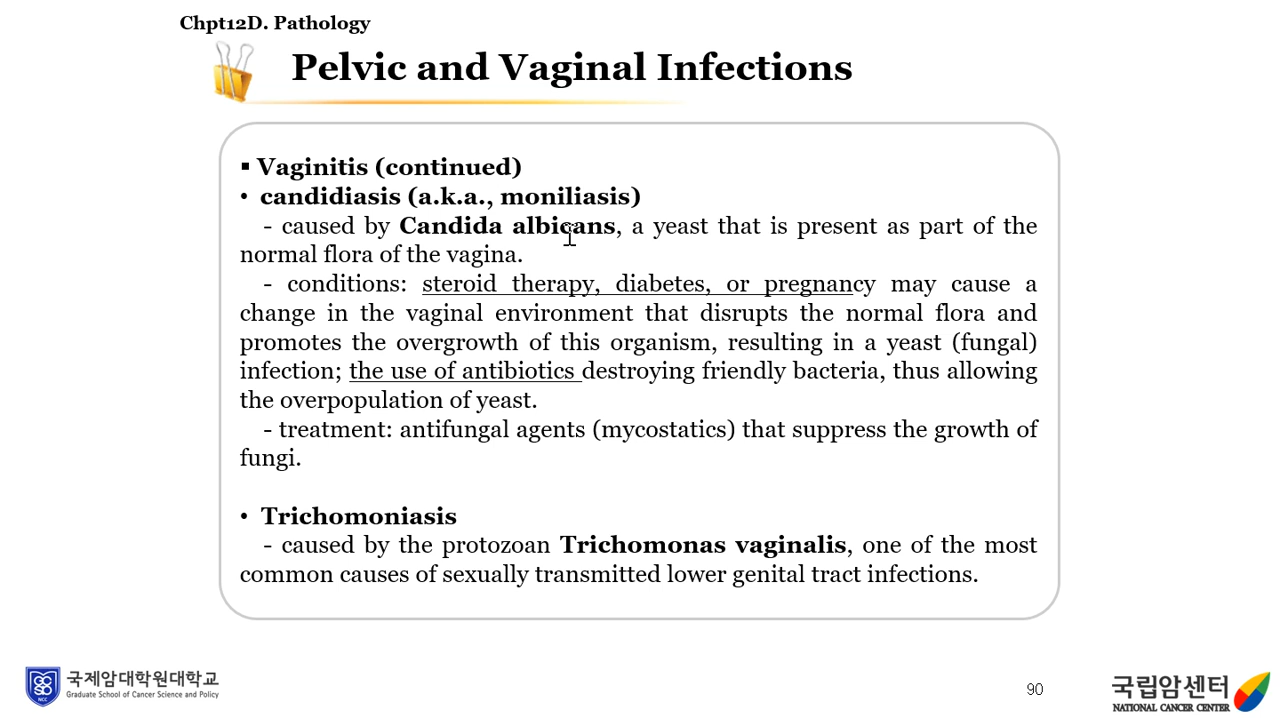 Chpt12D. Pathology
Pelvic and Vaginal Infections
▪ Vaginitis (continued)
• candidiasis (a.k.a., moniliasis)
- caused by Candida albicans, a yeast that is present as part of the
normal flora of the vagina.
- conditions: steroid therapy, diabetes, or pregnancy may cause a
change in the vaginal environment that disrupts the normal flora and
promotes the overgrowth of this organism, resulting in a yeast (fungal)
infection; the use of antibiotics destroying friendly bacteria, thus allowing
the overpopulation of yeast.
- treatment: antifungal agents (mycostatics) that suppress the growth of
fungi.
• Trichomoniasis
- caused by the protozoan Trichomonas vaginalis, one of the most
common causes of sexually transmitted lower genital tract infections.
국제암대학원대학교
Graduate School of Cancer Science and Policy
NCC
90
국립암센터
NATIONAL CANCER CENTER